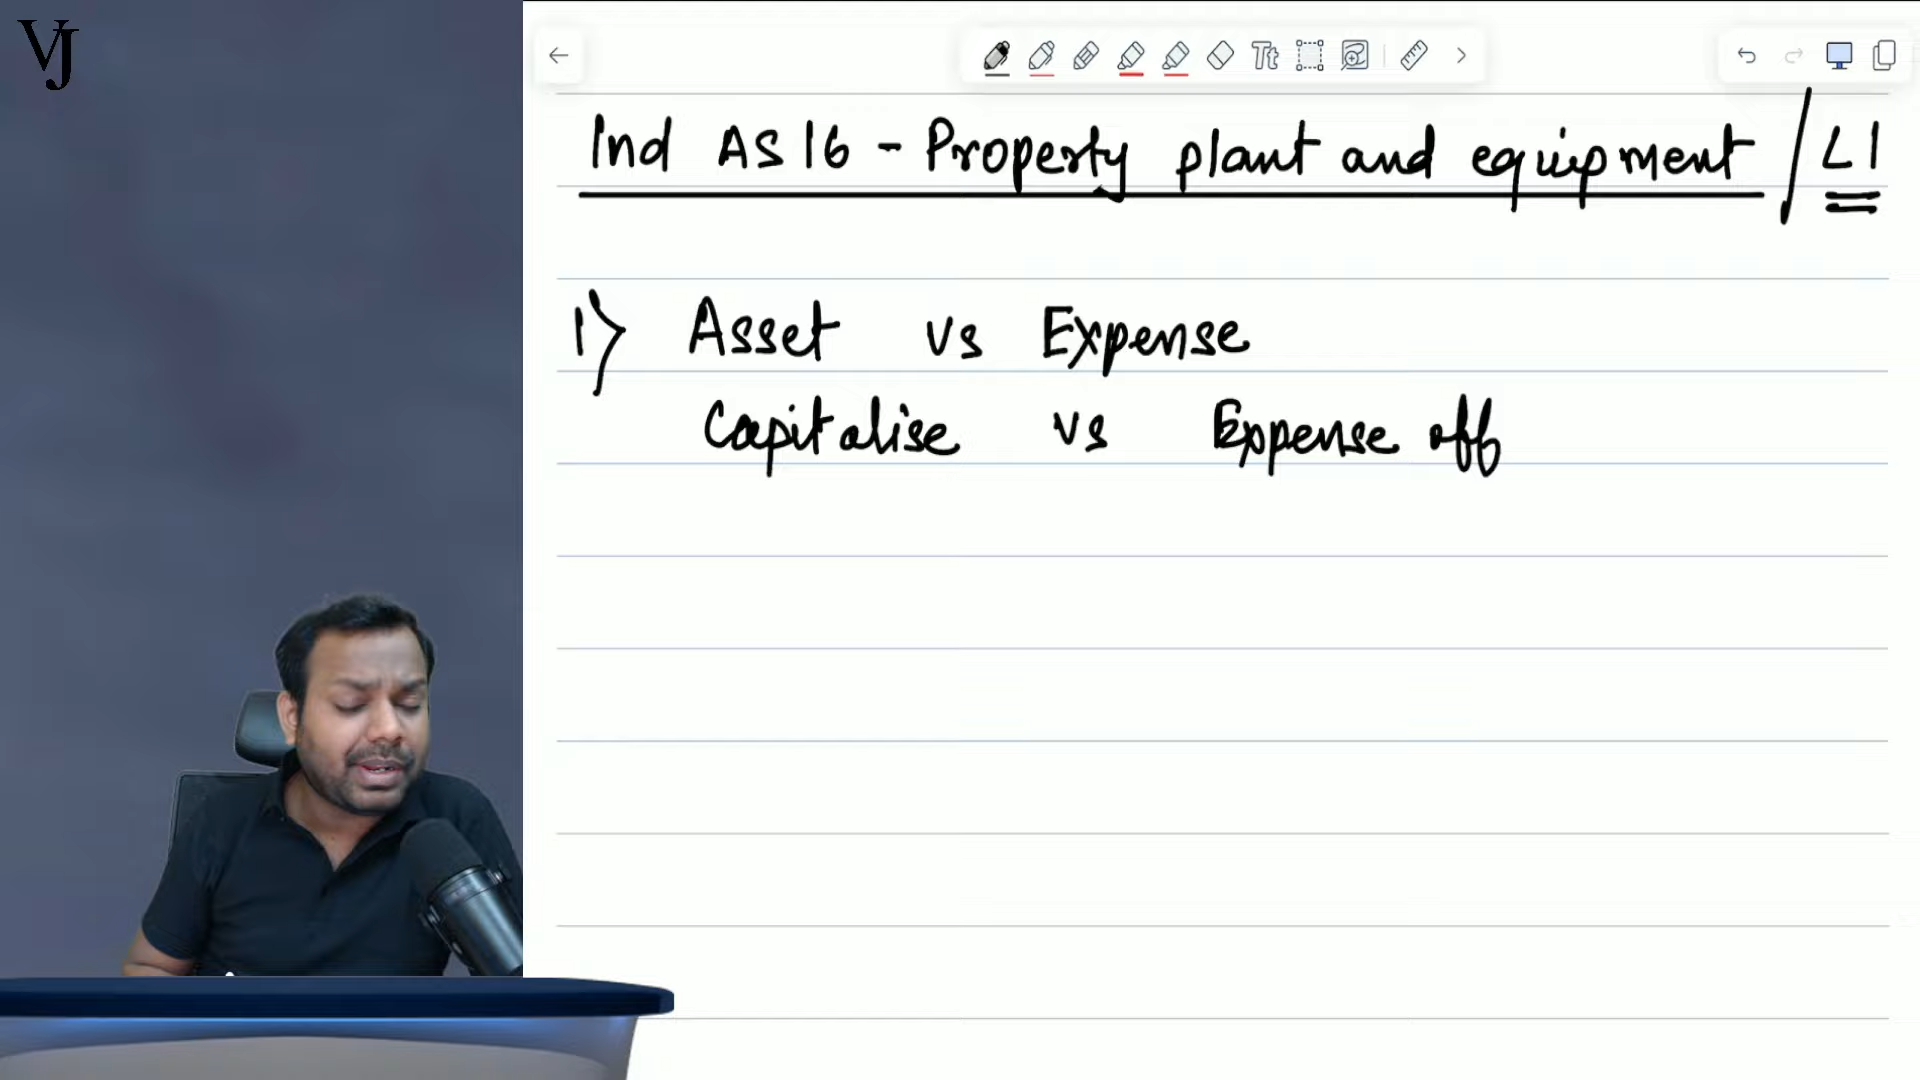 VJ
Ind AS 16 - Property plant and equipment / L1
1) Asset vs Expense
Capitalise vs Expense off